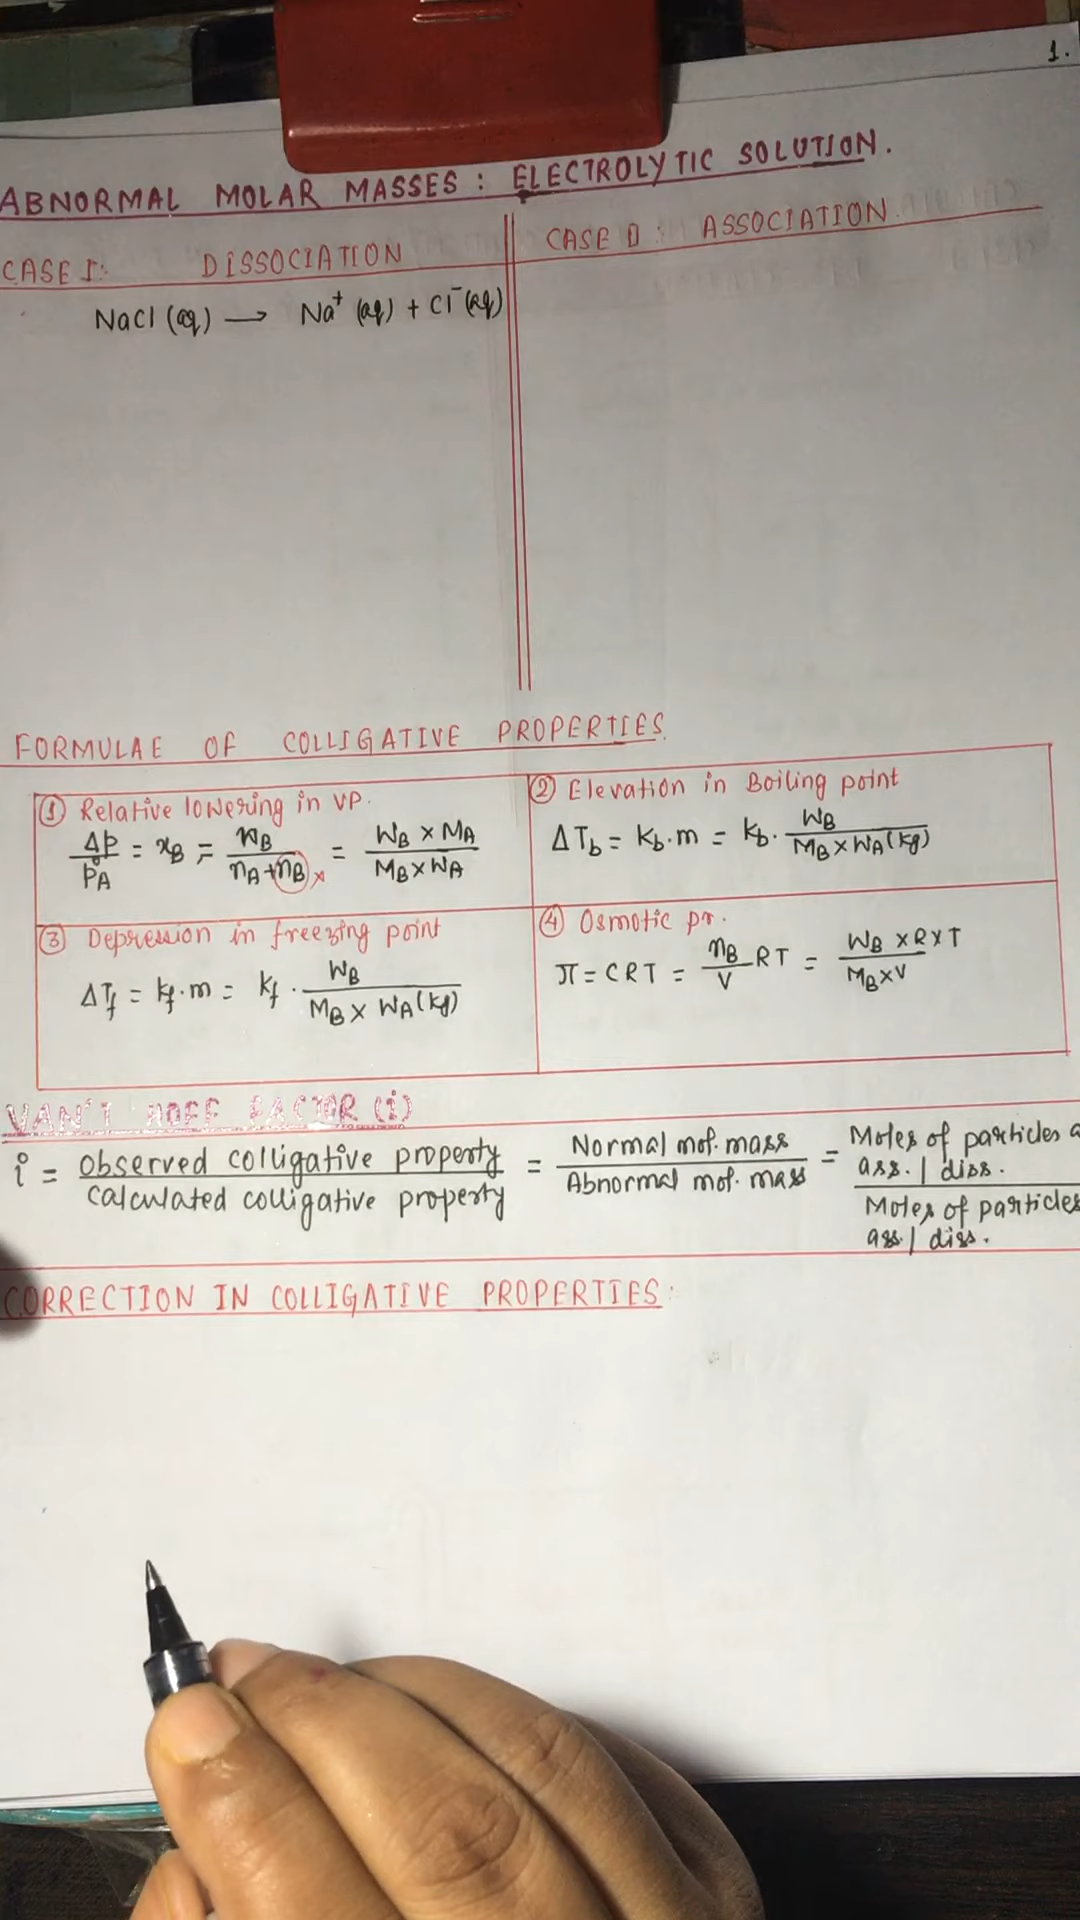 1.
ABNORMAL MOLAR MASSES : ELECTROLYTIC SOLUTION.
CASE I: DISSOCIATION
NaCl (aq) → Na⁺ (aq) + Cl⁻ (aq)
CASE II : ASSOCIATION
FORMULAE OF COLLIGATIVE PROPERTIES.
① Relative lowering in VP.
Δp/p°A = xB = nB/(nA+nB) × = (WB × MA)/(MB × WA)
② Elevation in Boiling point
ΔTb = Kb·m = Kb · WB/(MB × WA(kg))
③ Depression in freezing point
ΔTf = Kf·m = Kf · WB/(MB × WA(kg))
④ Osmotic pr.
π = CRT = nB/V RT = (WB × R × T)/(MB × V)
VAN'T HOFF FACTOR (i)
i = observed colligative property / calculated colligative property = Normal mol. mass / Abnormal mol. mass = Moles of particles ass. / diss. / Moles of particles ass. / diss.
CORRECTION IN COLLIGATIVE PROPERTIES: